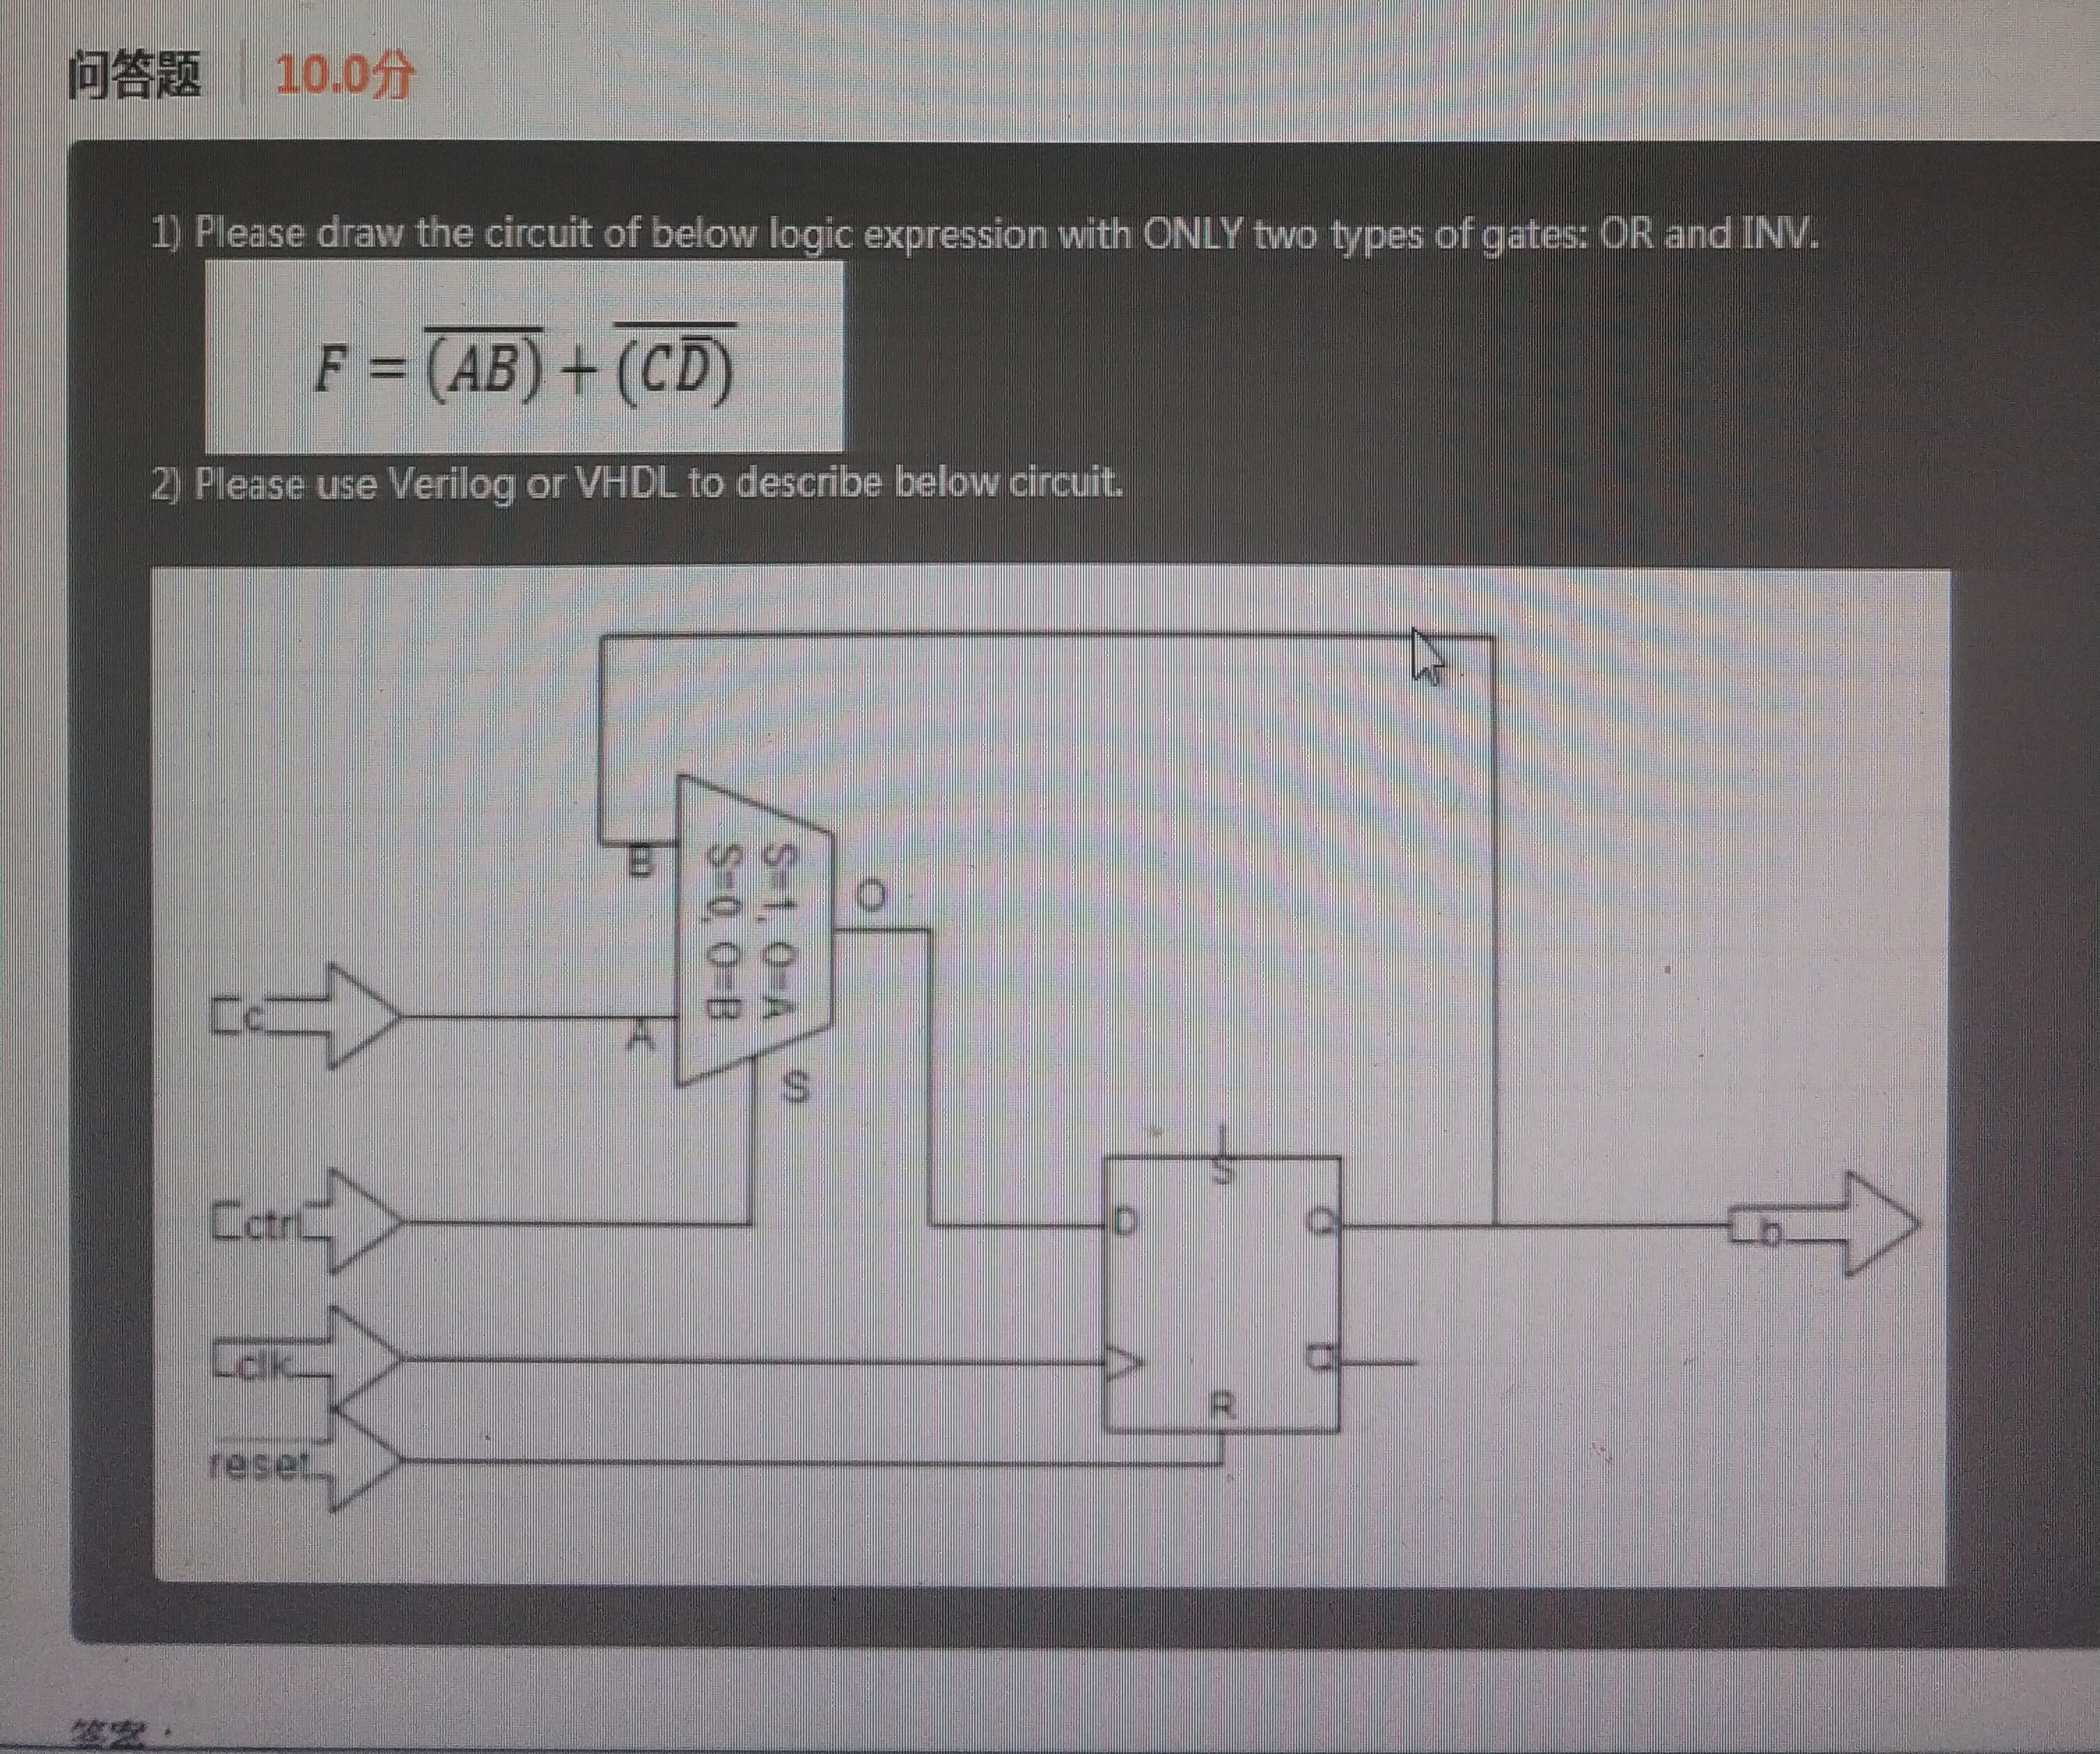 问答题 10.0分
1) Please draw the circuit of below logic expression with ONLY two types of gates: OR and INV.
F = \overline{(AB)} + \overline{(C\overline{D})}
2) Please use Verilog or VHDL to describe below circuit.
B
S=1, O=A
S=0, O=B
O
c
A
S
ctrl
S
D
Q
b
clk
Q
R
reset
答案：